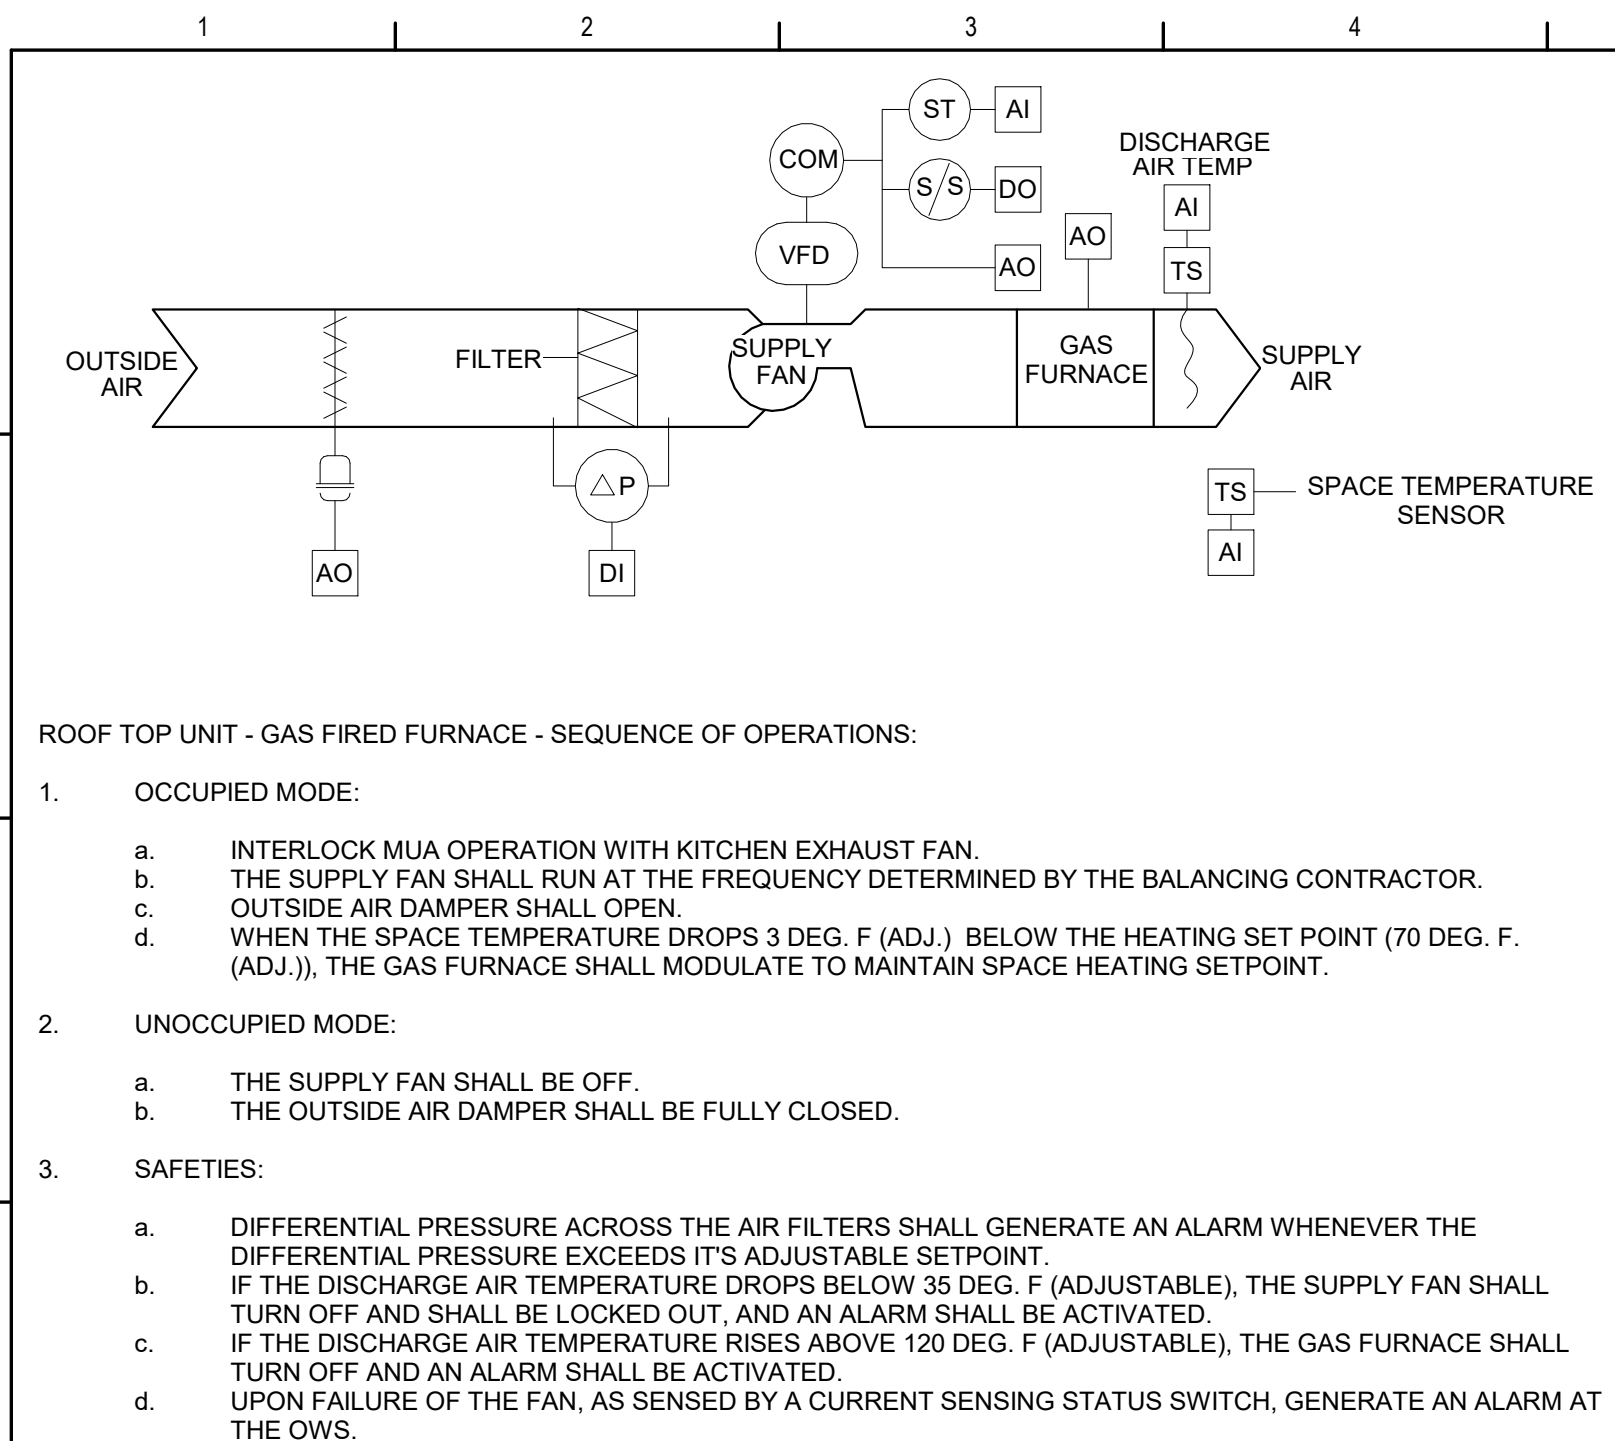 1 2 3 4
ST AI
COM
DISCHARGE
AIR TEMP
S/S DO
AI
VFD
AO
AO
TS
OUTSIDE
AIR
FILTER
SUPPLY
FAN
GAS
FURNACE
SUPPLY
AIR
△P
TS SPACE TEMPERATURE
SENSOR
AI
AO
DI
ROOF TOP UNIT - GAS FIRED FURNACE - SEQUENCE OF OPERATIONS:
1. OCCUPIED MODE:
a. INTERLOCK MUA OPERATION WITH KITCHEN EXHAUST FAN.
b. THE SUPPLY FAN SHALL RUN AT THE FREQUENCY DETERMINED BY THE BALANCING CONTRACTOR.
c. OUTSIDE AIR DAMPER SHALL OPEN.
d. WHEN THE SPACE TEMPERATURE DROPS 3 DEG. F (ADJ.) BELOW THE HEATING SET POINT (70 DEG. F.
(ADJ.)), THE GAS FURNACE SHALL MODULATE TO MAINTAIN SPACE HEATING SETPOINT.
2. UNOCCUPIED MODE:
a. THE SUPPLY FAN SHALL BE OFF.
b. THE OUTSIDE AIR DAMPER SHALL BE FULLY CLOSED.
3. SAFETIES:
a. DIFFERENTIAL PRESSURE ACROSS THE AIR FILTERS SHALL GENERATE AN ALARM WHENEVER THE
DIFFERENTIAL PRESSURE EXCEEDS IT'S ADJUSTABLE SETPOINT.
b. IF THE DISCHARGE AIR TEMPERATURE DROPS BELOW 35 DEG. F (ADJUSTABLE), THE SUPPLY FAN SHALL
TURN OFF AND SHALL BE LOCKED OUT, AND AN ALARM SHALL BE ACTIVATED.
c. IF THE DISCHARGE AIR TEMPERATURE RISES ABOVE 120 DEG. F (ADJUSTABLE), THE GAS FURNACE SHALL
TURN OFF AND AN ALARM SHALL BE ACTIVATED.
d. UPON FAILURE OF THE FAN, AS SENSED BY A CURRENT SENSING STATUS SWITCH, GENERATE AN ALARM AT
THE OWS.